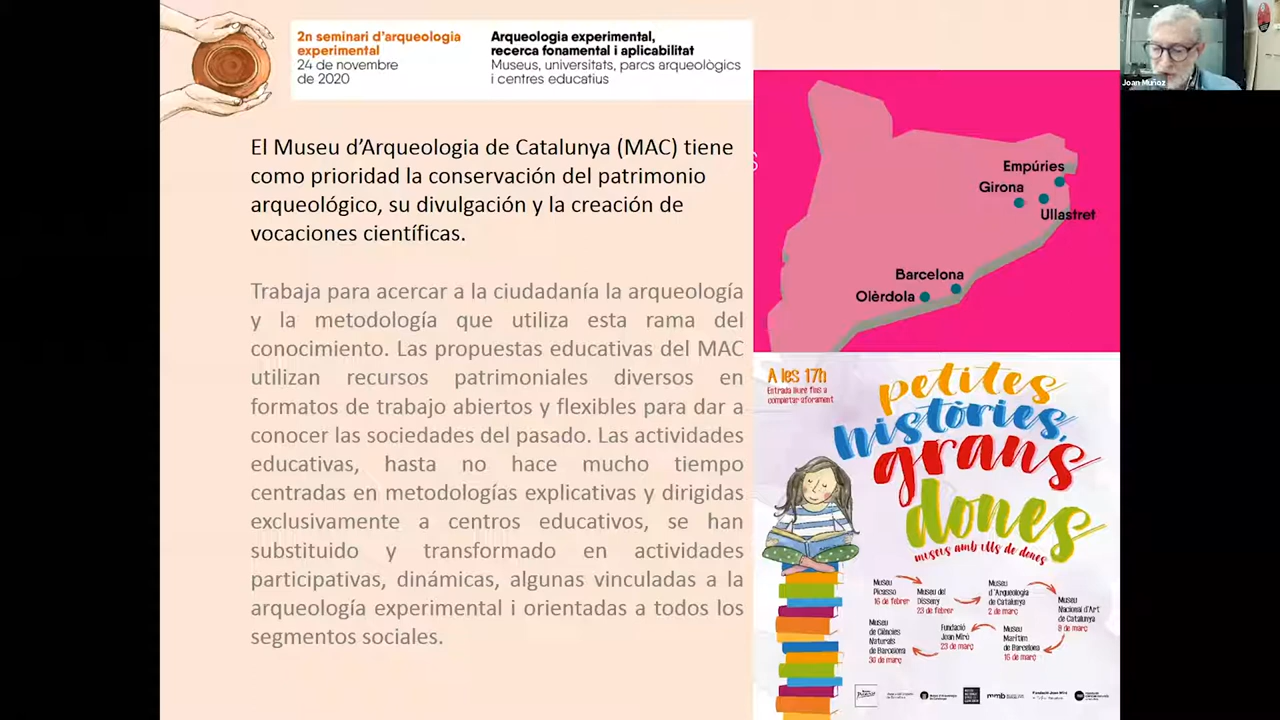 2n seminari d'arqueologia
experimental
24 de novembre
de 2020
Arqueologia experimental,
recerca fonamental i aplicabilitat
Museus, universitats, parcs arqueològics
i centres educatius
Joan Muñoz
El Museu d'Arqueologia de Catalunya (MAC) tiene
como prioridad la conservación del patrimonio
arqueológico, su divulgación y la creación de
vocaciones científicas.
Trabaja para acercar a la ciudadanía la arqueología
y la metodología que utiliza esta rama del
conocimiento. Las propuestas educativas del MAC
utilizan recursos patrimoniales diversos en
formatos de trabajo abiertos y flexibles para dar a
conocer las sociedades del pasado. Las actividades
educativas, hasta no hace mucho tiempo
centradas en metodologías explicativas y dirigidas
exclusivamente a centros educativos, se han
substituido y transformado en actividades
participativas, dinámicas, algunas vinculadas a la
arqueología experimental i orientadas a todos los
segmentos sociales.
Empúries
Girona
Ullastret
Barcelona
Olèrdola
A les 17h
Entrada lliure fins a
completar aforament
petites
històries,
grans
dones
museus amb ulls de dones
Museu
Picasso
16 de febrer
Museu del
Disseny
23 de febrer
Museu
d'Arqueologia
de Catalunya
2 de març
Museu
Nacional d'Art
de Catalunya
9 de març
Museu
Marítim
de Barcelona
16 de març
Fundació
Joan Miró
23 de març
Museu
de Ciències
Naturals
de Barcelona
30 de març
mmb